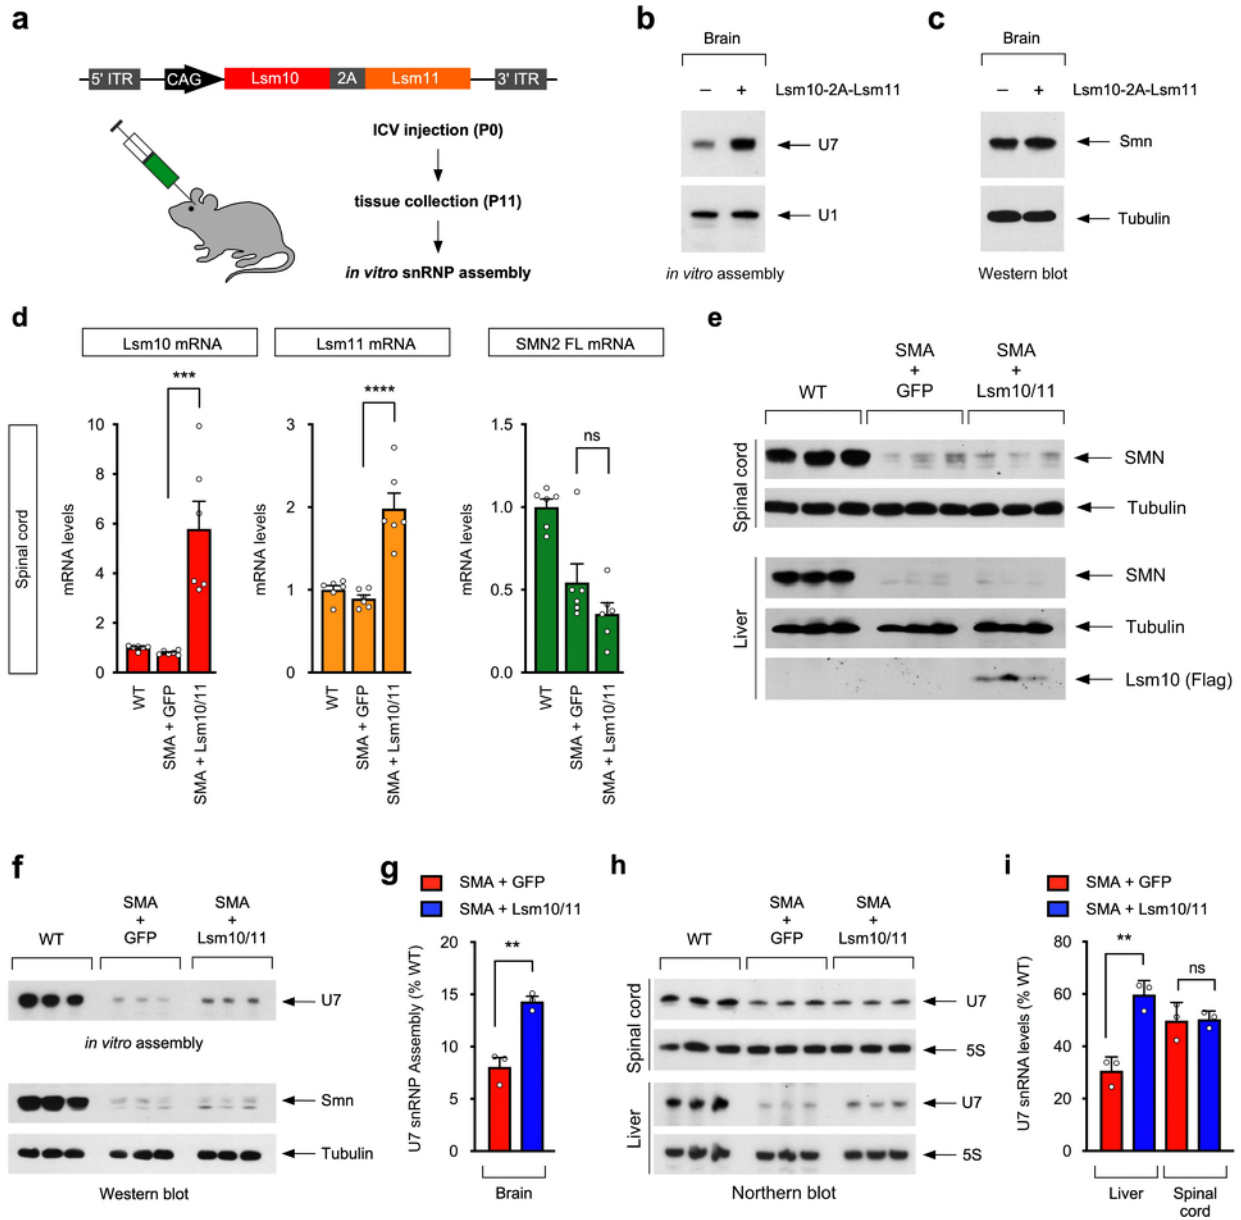 a
5' ITR
CAG
Lsm10
2A
Lsm11
3' ITR
ICV injection (P0)
tissue collection (P11)
in vitro snRNP assembly
b
Brain
– + Lsm10-2A-Lsm11
U7
U1
in vitro assembly
c
Brain
– + Lsm10-2A-Lsm11
Smn
Tubulin
Western blot
d
Spinal cord
Lsm10 mRNA
***
mRNA levels
10
8
6
4
2
0
WT
SMA + GFP
SMA + Lsm10/11
Lsm11 mRNA
****
mRNA levels
3
2
1
0
WT
SMA + GFP
SMA + Lsm10/11
SMN2 FL mRNA
ns
mRNA levels
1.5
1.0
0.5
0.0
WT
SMA + GFP
SMA + Lsm10/11
e
WT
SMA
+
GFP
SMA
+
Lsm10/11
Spinal cord
SMN
Tubulin
Liver
SMN
Tubulin
Lsm10 (Flag)
f
WT
SMA
+
GFP
SMA
+
Lsm10/11
U7
in vitro assembly
Smn
Tubulin
Western blot
g
SMA + GFP
SMA + Lsm10/11
U7 snRNP Assembly (% WT)
20
15
10
5
0
**
Brain
h
WT
SMA
+
GFP
SMA
+
Lsm10/11
Spinal cord
U7
5S
Liver
U7
5S
Northern blot
i
SMA + GFP
SMA + Lsm10/11
U7 snRNA levels (% WT)
80
60
40
20
0
**
ns
Liver
Spinal
cord